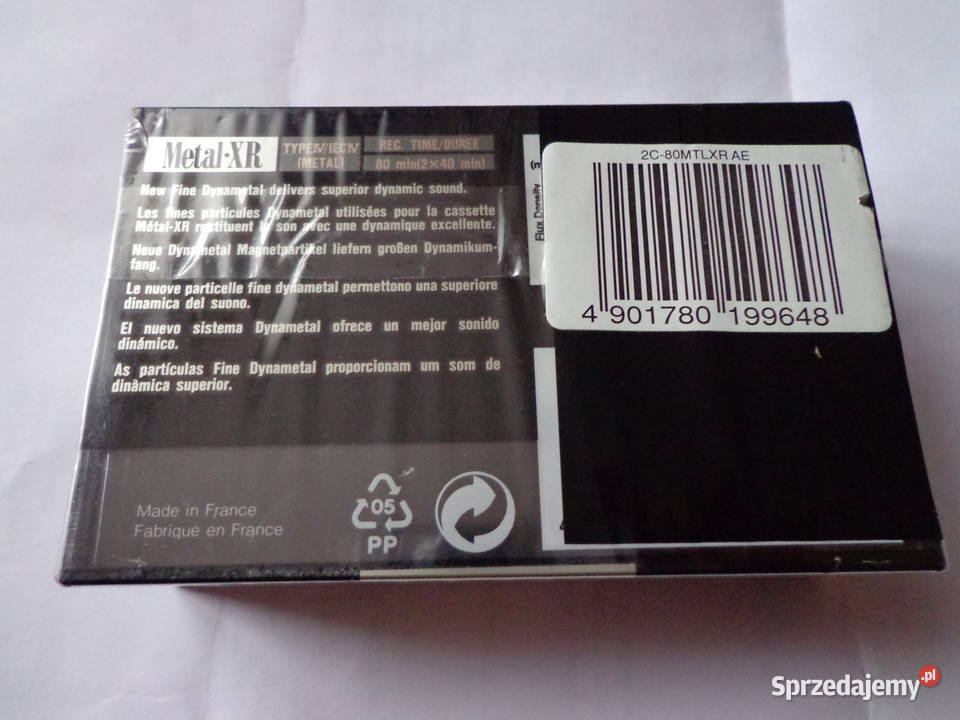 Metal·XR
TYPEIV/IECIV
(METAL)
REC. TIME/DUREE
80 min(2×40 min)
New Fine Dynametal delivers superior dynamic sound.
Les fines particules Dynametal utilisées pour la cassette
Métal-XR restituent le son avec une dynamique excellente.
Neue Dynametal Magnetpartikel liefern großen Dynamikum-
fang.
Le nuove particelle fine dynametal permettono una superiore
dinamica del suono.
El nuevo sistema Dynametal ofrece un mejor sonido
dinámico.
As partículas Fine Dynametal proporcionam um som de
dinâmica superior.
Made in France
Fabriqué en France
05
PP
Flux Density
2C-80MTLXR AE
4 901780 199648
Sprzedajemy.pl